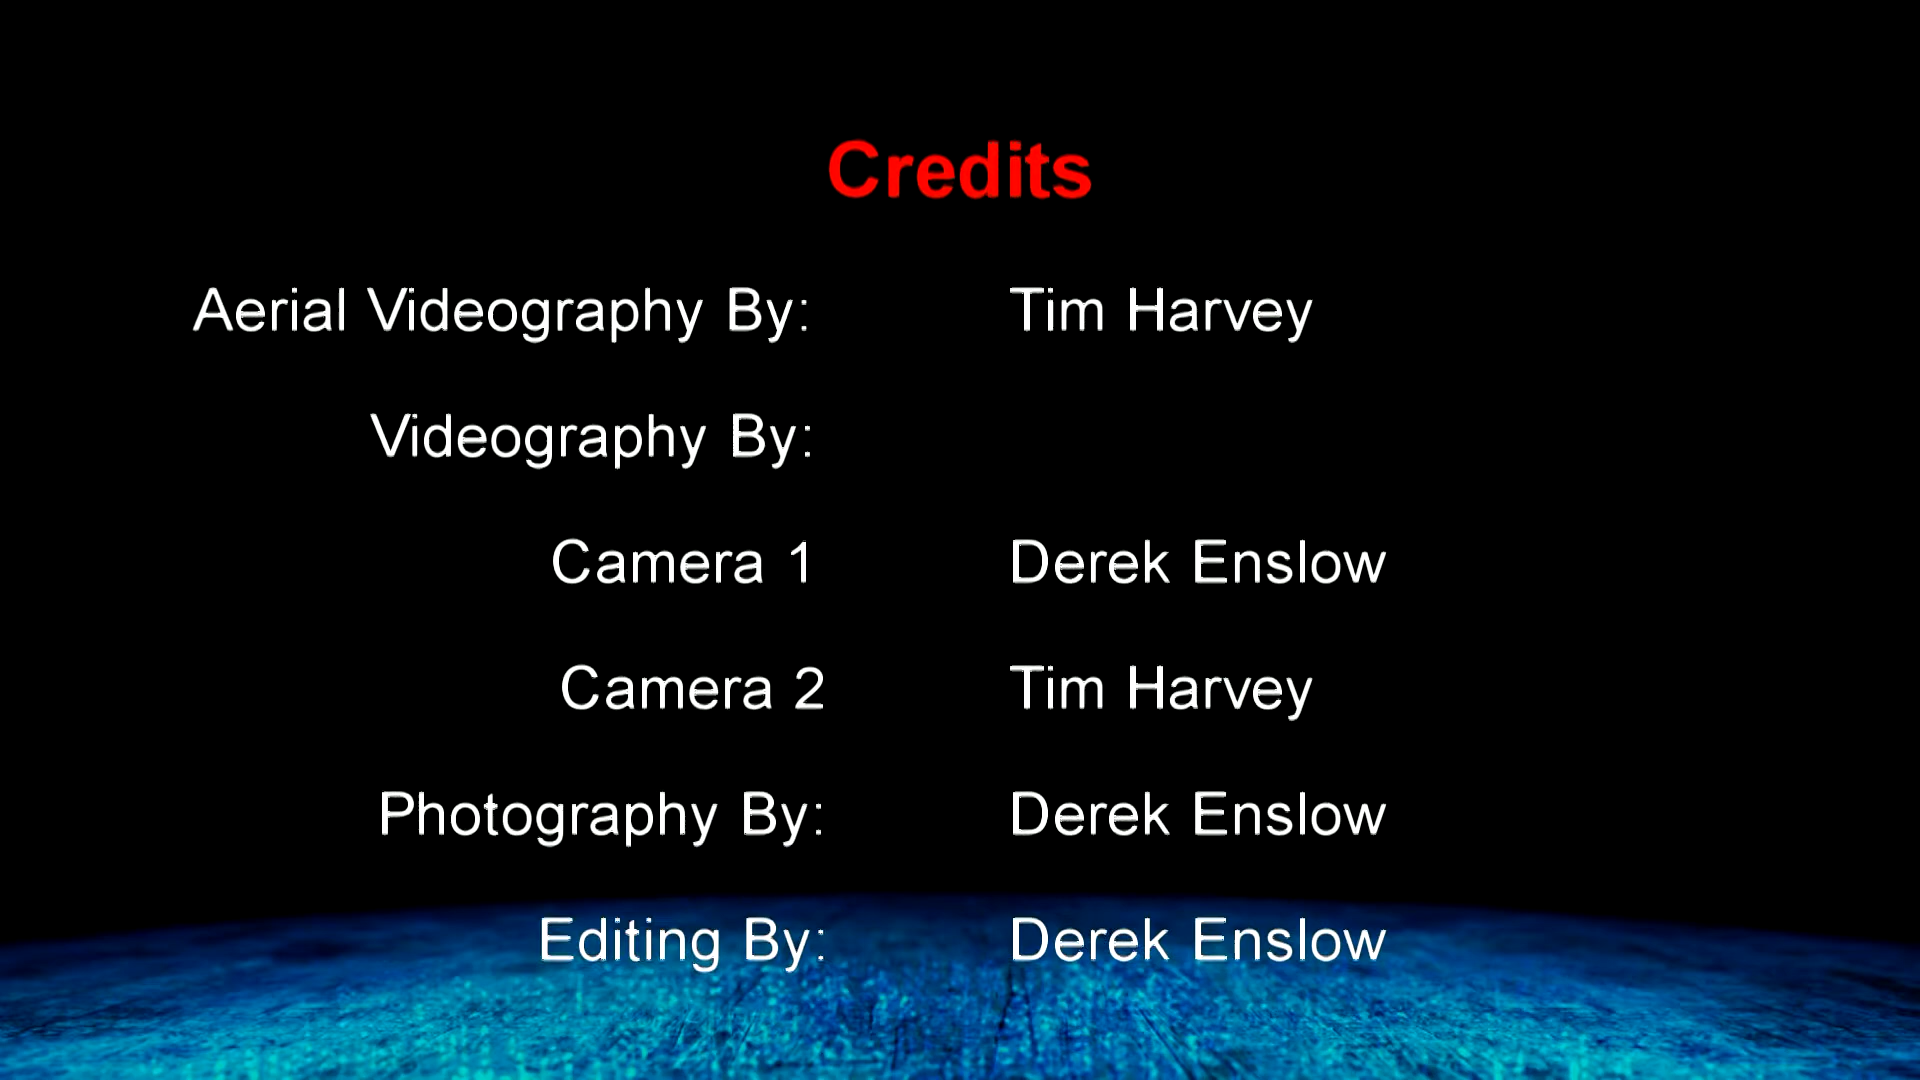 Credits
Aerial Videography By: Tim Harvey
Videography By:
Camera 1 Derek Enslow
Camera 2 Tim Harvey
Photography By: Derek Enslow
Editing By: Derek Enslow